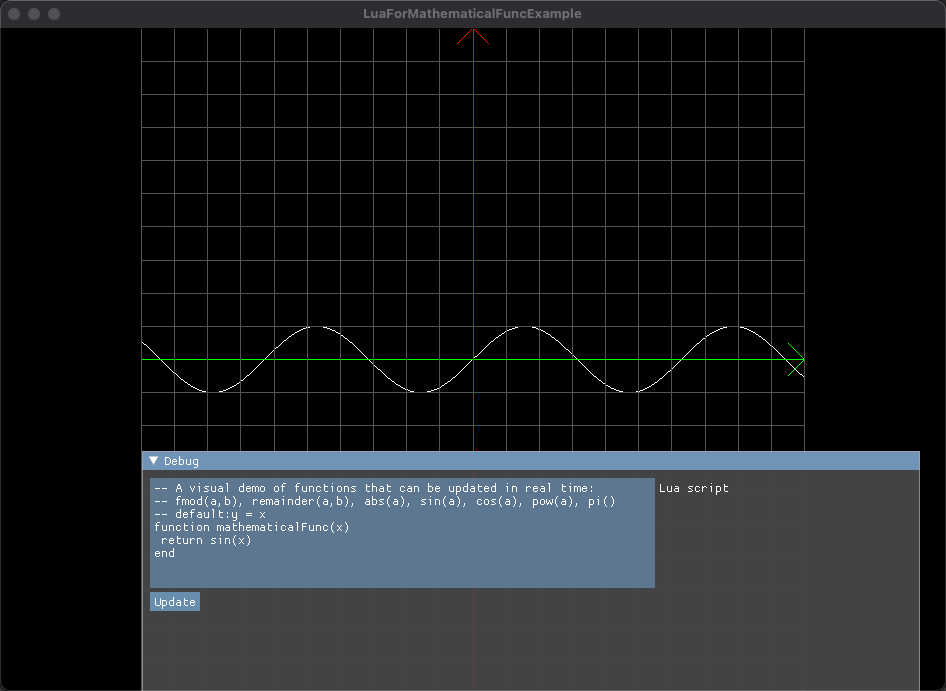 LuaForMathematicalFuncExample
Debug
-- A visual demo of functions that can be updated in real time:
-- fmod(a,b), remainder(a,b), abs(a), sin(a), cos(a), pow(a), pi()
-- default:y = x
function mathematicalFunc(x)
 return sin(x)
end
Lua script
Update